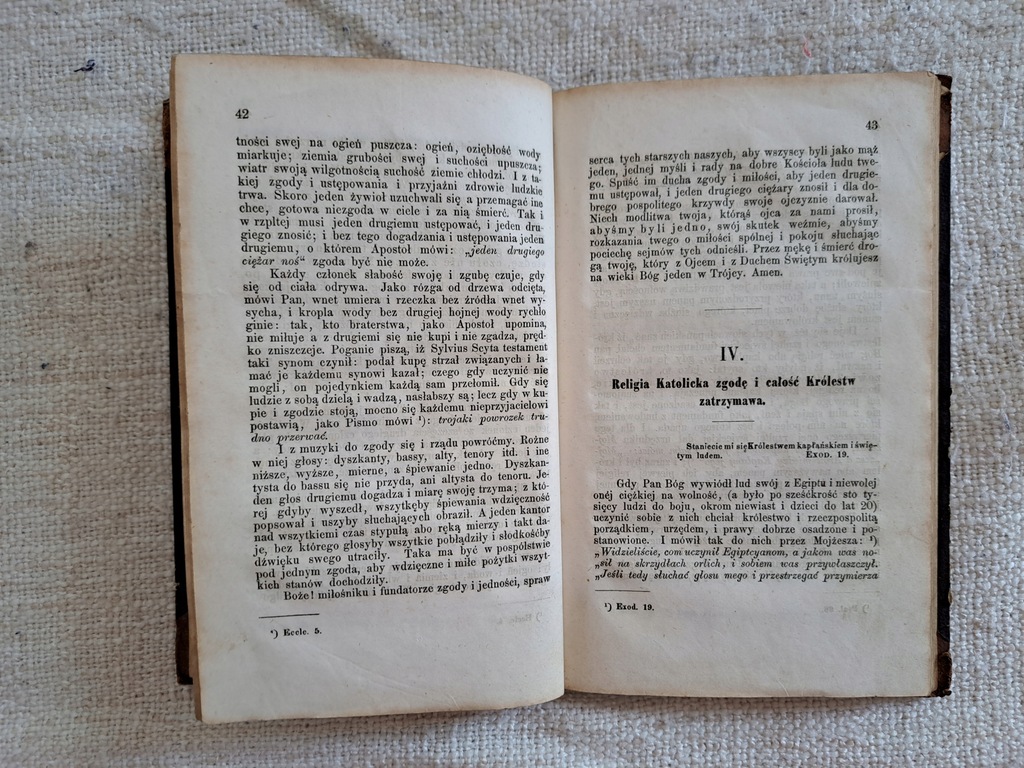 42
tności swej na ogień puszcza: ogień, oziębłość wody
miarkuje; ziemia grubości swej i suchości upuszcza;
wiatr swoją wilgotnością suchość ziemie chłodzi. I z ta-
kiej zgody i ustępowania i przyjaźni zdrowie ludzkie
trwa. Skoro jeden żywioł uzuchwali się a przemagać ine
chce, gotowa niezgoda w ciele i za nią śmierć. Tak i
w rzpltej musi jeden drugiemu ustępować, i jeden dru-
giego znosić; i bez tego dogadzania i ustępowania jeden
drugiemu, o którem Apostoł mówi: „jeden drugiego
ciężar noś“ zgoda być nie może.
Każdy członek słabość swoję i zgubę czuje, gdy
się od ciała odrywa. Jako rózga od drzewa odcięta,
mówi Pan, wnet umiera i rzeczka bez źródła wnet wy-
sycha, i kropla wody bez drugiej hojnej wody rychło
ginie: tak, kto braterstwa, jako Apostoł upomina,
nie miłuje a z drugiemi się nie kupi i nie zgadza, pręd-
ko zniszczeje. Poganie piszą, iż Sylvius Scyta testament
taki synom czynił: podał kupę strzał związanych i ła-
mać je każdemu synowi kazał; czego gdy uczynić nie
mogli, on pojedynkiem każdą sam przełomił. Gdy się
ludzie z sobą dzielą i wadzą, nasłabszy są; lecz gdy w ku-
pie i zgodzie stoją, mocno się każdemu nieprzyjacielowi
postawią, jako Pismo mówi ¹): trojaki powrozek tru-
dno przerwać.
I z muzyki do zgody się i rządu powróćmy. Rożne
w niej głosy: dyszkanty, bassy, alty, tenory itd. i ine
niższe, wyższe, mierne, a śpiewanie jedno. Dyszkan-
tysta do bassu się nie przyda, ani altysta do tenoru. Je-
den głos drugiemu dogadza i miarę swoję trzyma; z któ-
rej gdyby wyszedł, wszytkęby śpiewania wdzięczność
popsował i uszyby słuchających obraził. A jeden kantor
nad wszytkiemi czas stypułą abo ręką mierzy i takt da-
je, bez którego głosyby wszytkie pobłądziły i słodkośćby
dźwięku swego utraciły. Taka ma być w pospólstwie
pod jednym zgoda, aby wdzięczne i miłe pożytki wszyt-
kich stanów dochodziły.
Boże! miłośniku i fundatorze zgody i jedności, spraw
¹) Eccle. 5.
43
serca tych starszych naszych, aby wszyscy byli jako mąż
jeden, jednej myśli i rady na dobre Kościoła ludu twe-
go. Spuść im ducha zgody i miłości, aby jeden drugie-
mu ustępował, i jeden drugiego ciężary znosił i dla do-
brego pospolitego krzywdy swoje ojczyznie darował.
Niech modlitwa twoja, którąś ojca za nami prosił,
abyśmy byli jedno, swój skutek weźmie, abyśmy
rozkazania twego o miłości spólnej i pokoju słuchając
pociechę sejmów tych odnieśli. Przez mękę i śmierć dro-
gą twoję, który z Ojcem i z Duchem Świętym królujesz
na wieki Bóg jeden w Trójcy. Amen.
IV.
Religia Katolicka zgodę i całość Królestw
zatrzymawa.
Staniecie mi się Królestwem kapłańskiem i świę-
tym ludem. EXOD. 19.
Gdy Pan Bóg wywiódł lud swój z Egiptu i niewolej
onéj ciężkiej na wolność, (a było po sześćkroć sto ty-
sięcy ludzi do boju, okrom niewiast i dzieci do lat 20)
uczynić sobie z nich chciał królestwo i rzeczpospolitą
porządkiem, urzędem, i prawy dobrze osadzone i po-
stanowione. I mówił tak do nich przez Mojżesza: ¹)
„Widzieliście, com uczynił Egiptcyanom, a jakom was no-
„sił na skrzydłach orlich, i sobiem was przywłaszczył.
„Jeśli tedy słuchać głosu mego i przestrzegać przymierza
¹) Exod. 19.